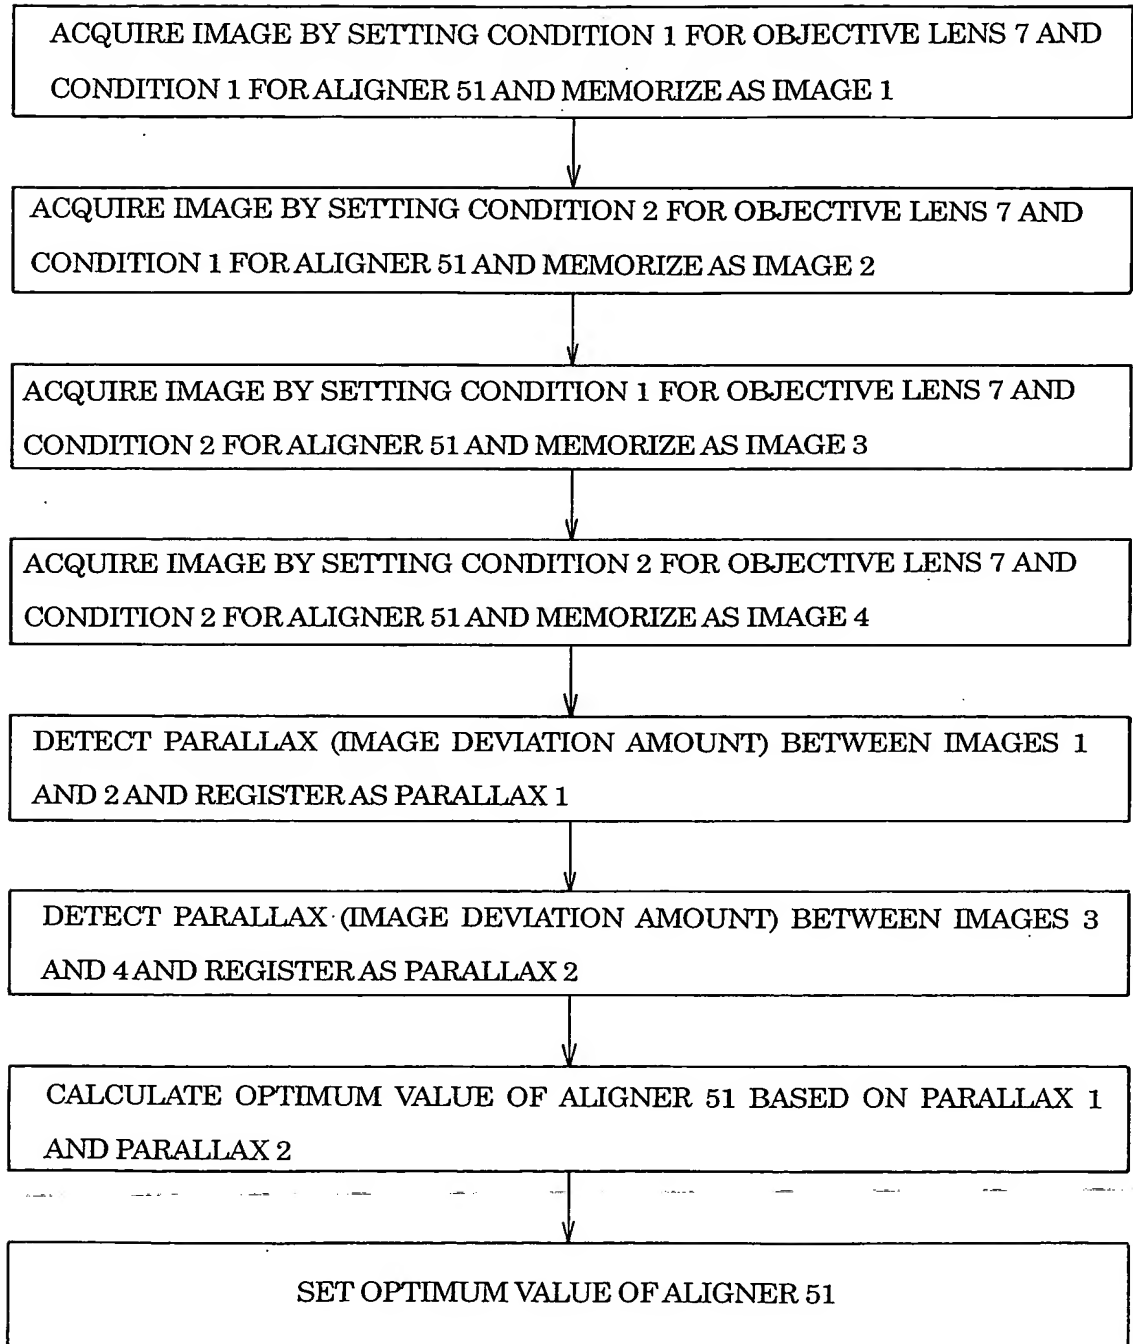 ACQUIRE IMAGE BY SETTING CONDITION 1 FOR OBJECTIVE LENS 7 AND
CONDITION 1 FOR ALIGNER 51 AND MEMORIZE AS IMAGE 1
ACQUIRE IMAGE BY SETTING CONDITION 2 FOR OBJECTIVE LENS 7 AND
CONDITION 1 FOR ALIGNER 51 AND MEMORIZE AS IMAGE 2
ACQUIRE IMAGE BY SETTING CONDITION 1 FOR OBJECTIVE LENS 7 AND
CONDITION 2 FOR ALIGNER 51 AND MEMORIZE AS IMAGE 3
ACQUIRE IMAGE BY SETTING CONDITION 2 FOR OBJECTIVE LENS 7 AND
CONDITION 2 FOR ALIGNER 51 AND MEMORIZE AS IMAGE 4
DETECT PARALLAX (IMAGE DEVIATION AMOUNT) BETWEEN IMAGES 1
AND 2 AND REGISTER AS PARALLAX 1
DETECT PARALLAX (IMAGE DEVIATION AMOUNT) BETWEEN IMAGES 3
AND 4 AND REGISTER AS PARALLAX 2
CALCULATE OPTIMUM VALUE OF ALIGNER 51 BASED ON PARALLAX 1
AND PARALLAX 2
SET OPTIMUM VALUE OF ALIGNER 51